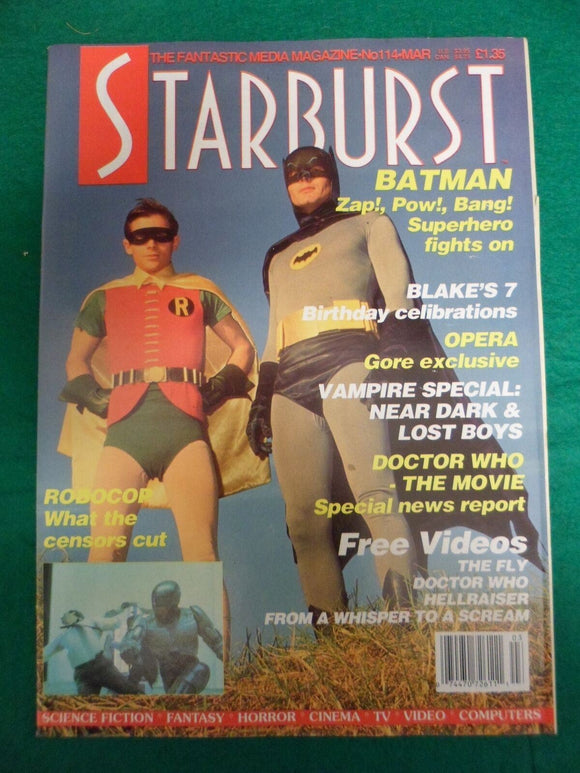 THE FANTASTIC MEDIA MAGAZINE•No114•MAR £1.35
STARBURST
BATMAN
Zap!, Pow!, Bang!
Superhero
fights on
BLAKE'S 7
Birthday celibrations
OPERA
Gore exclusive
VAMPIRE SPECIAL:
NEAR DARK &
LOST BOYS
DOCTOR WHO
- THE MOVIE
Special news report
ROBOCOP
What the
censors cut
Free Videos
THE FLY
DOCTOR WHO
HELLRAISER
FROM A WHISPER TO A SCREAM
R
03
SCIENCE FICTION * FANTASY * HORROR * CINEMA * TV * VIDEO * COMPUTERS